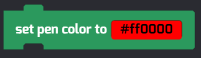 set pen color to #ff0000